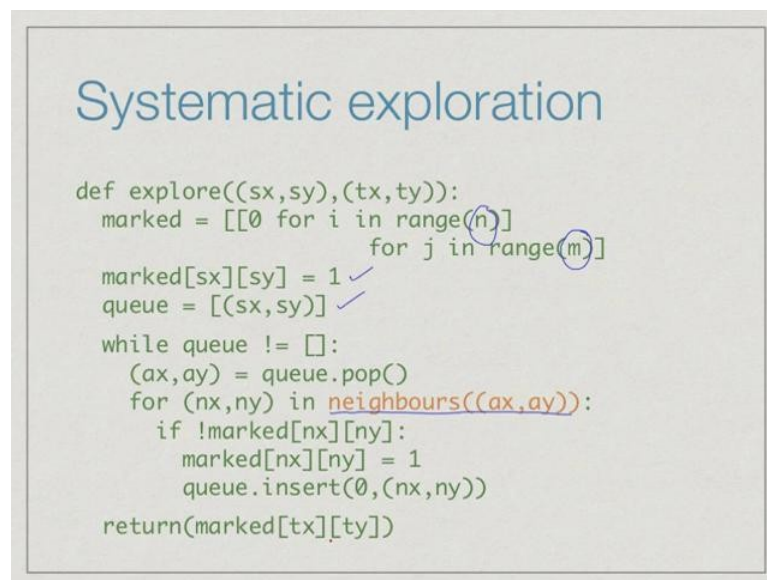 Systematic exploration
def explore((sx,sy),(tx,ty)):
marked = [[0 for i in range(n)]
for j in range(m)]
marked[sx][sy] = 1
queue = [(sx,sy)]
while queue != []:
(ax,ay) = queue.pop()
for (nx,ny) in neighbours((ax,ay)):
if !marked[nx][ny]:
marked[nx][ny] = 1
queue.insert(0,(nx,ny))
return(marked[tx][ty])